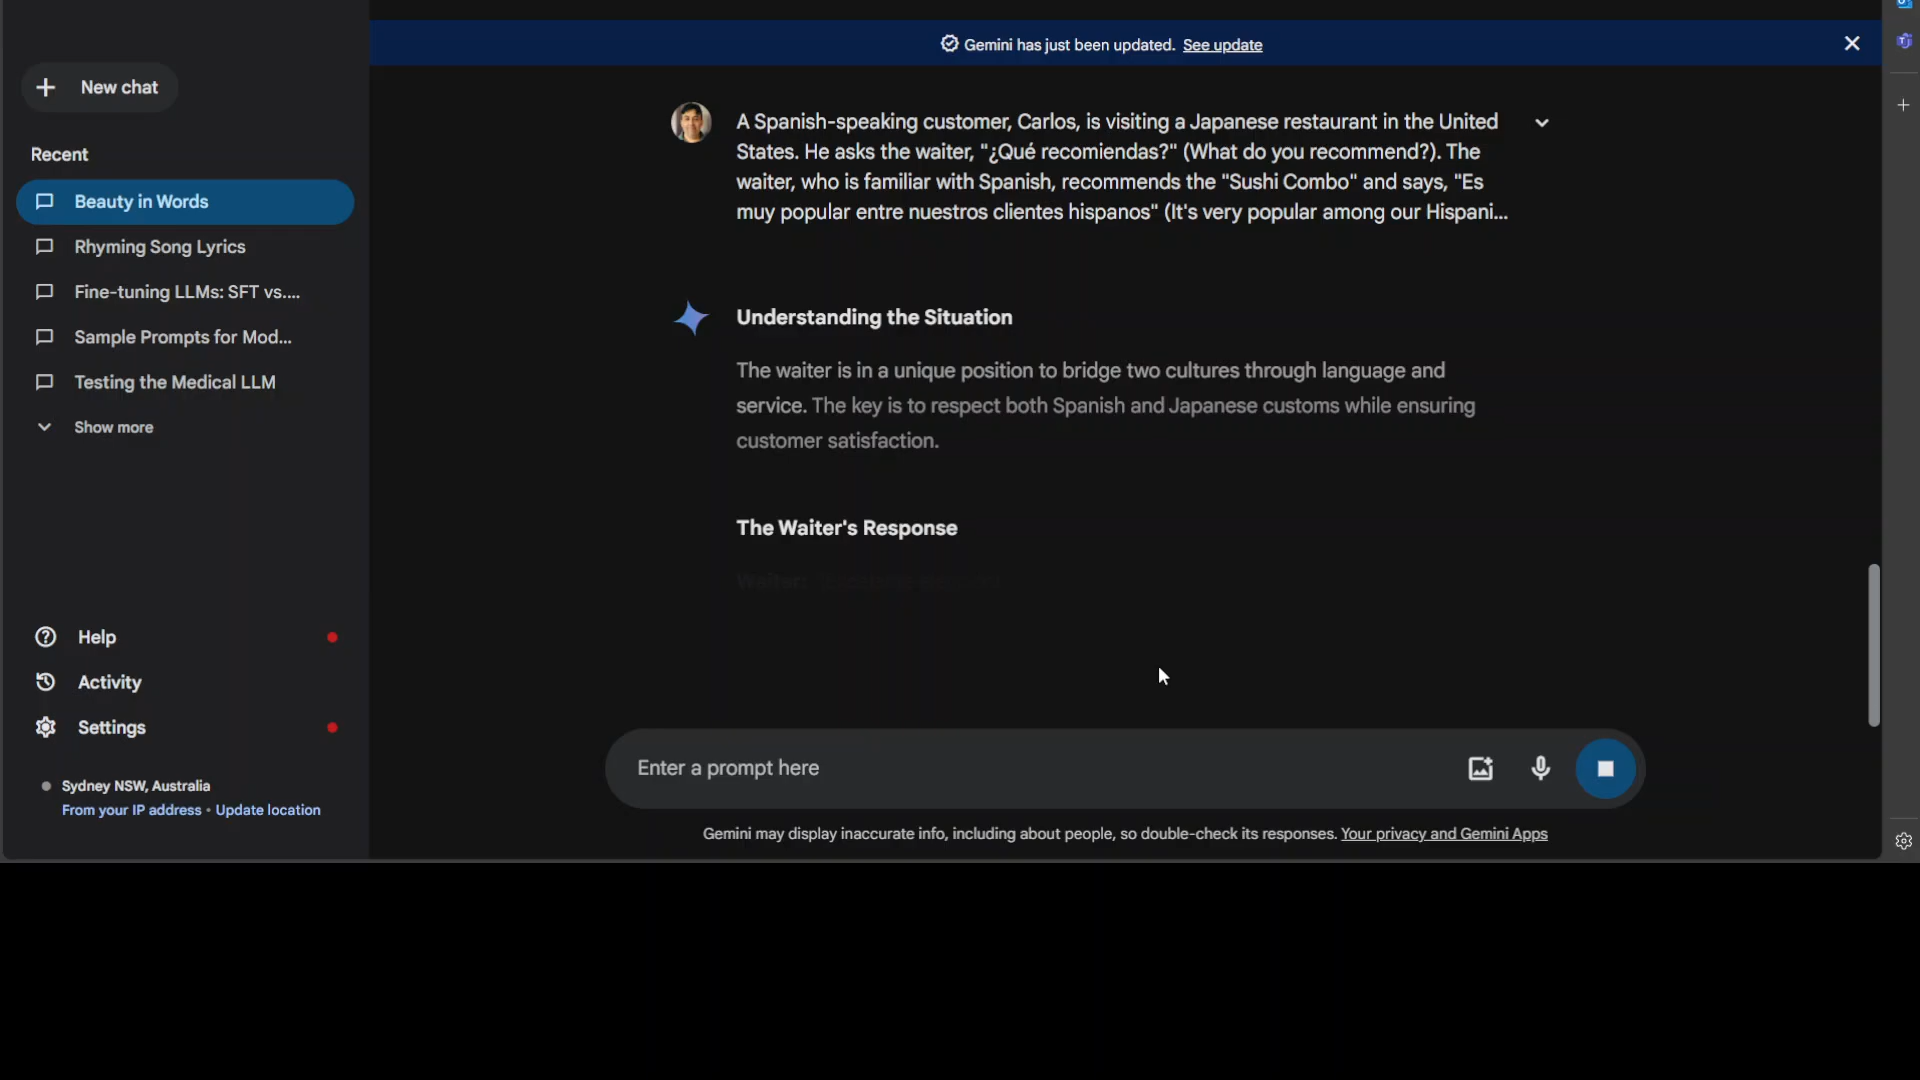 Gemini has just been updated. See update
New chat
Recent
Beauty in Words
Rhyming Song Lyrics
Fine-tuning LLMs: SFT vs....
Sample Prompts for Mod...
Testing the Medical LLM
Show more
Help
Activity
Settings
Sydney NSW, Australia
From your IP address • Update location
A Spanish-speaking customer, Carlos, is visiting a Japanese restaurant in the United
States. He asks the waiter, "¿Qué recomiendas?" (What do you recommend?). The
waiter, who is familiar with Spanish, recommends the "Sushi Combo" and says, "Es
muy popular entre nuestros clientes hispanos" (It's very popular among our Hispani...
Understanding the Situation
The waiter is in a unique position to bridge two cultures through language and
service. The key is to respect both Spanish and Japanese customs while ensuring
customer satisfaction.
The Waiter's Response
Waiter:
Enter a prompt here
Gemini may display inaccurate info, including about people, so double-check its responses. Your privacy and Gemini Apps